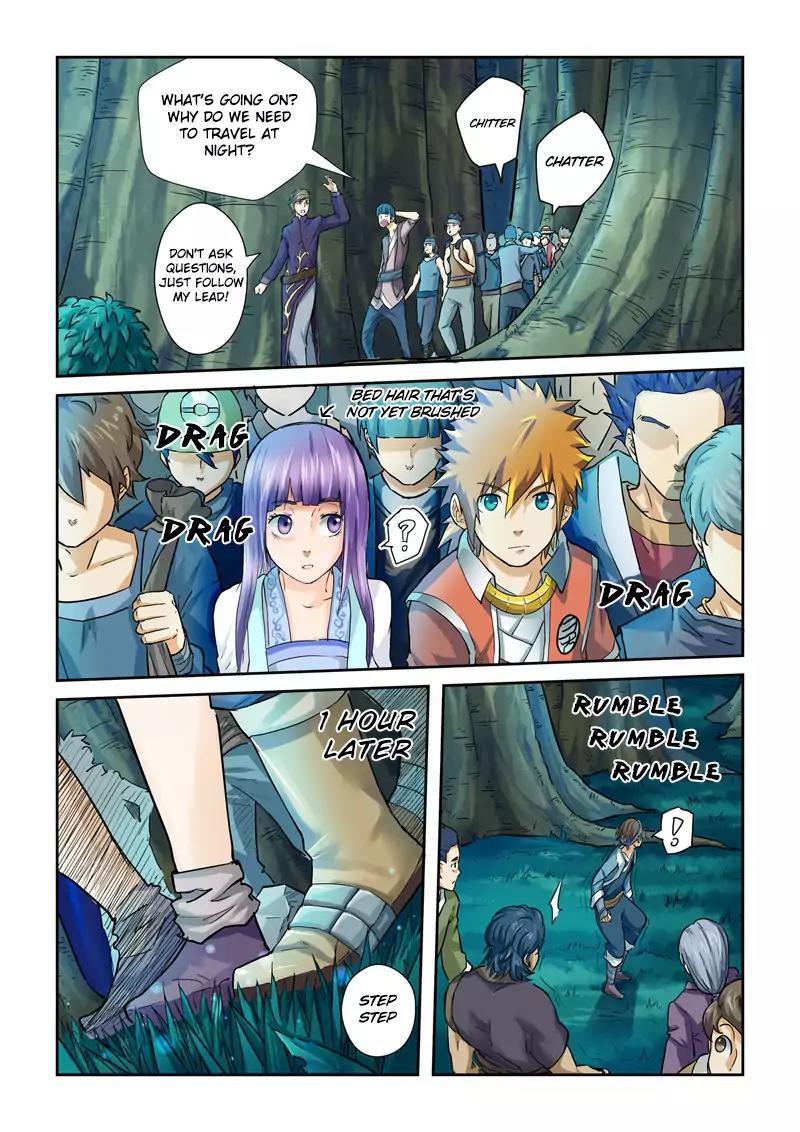 WHAT'S GOING ON?
WHY DO WE NEED
TO TRAVEL AT
NIGHT?
CHITTER
CHATTER
DON'T ASK
QUESTIONS,
JUST FOLLOW
MY LEAD!
BED HAIR THAT'S
NOT YET BRUSHED
DRAG
DRAG
?
DRAG
1 HOUR
LATER
STEP
STEP
RUMBLE
RUMBLE
RUMBLE
!